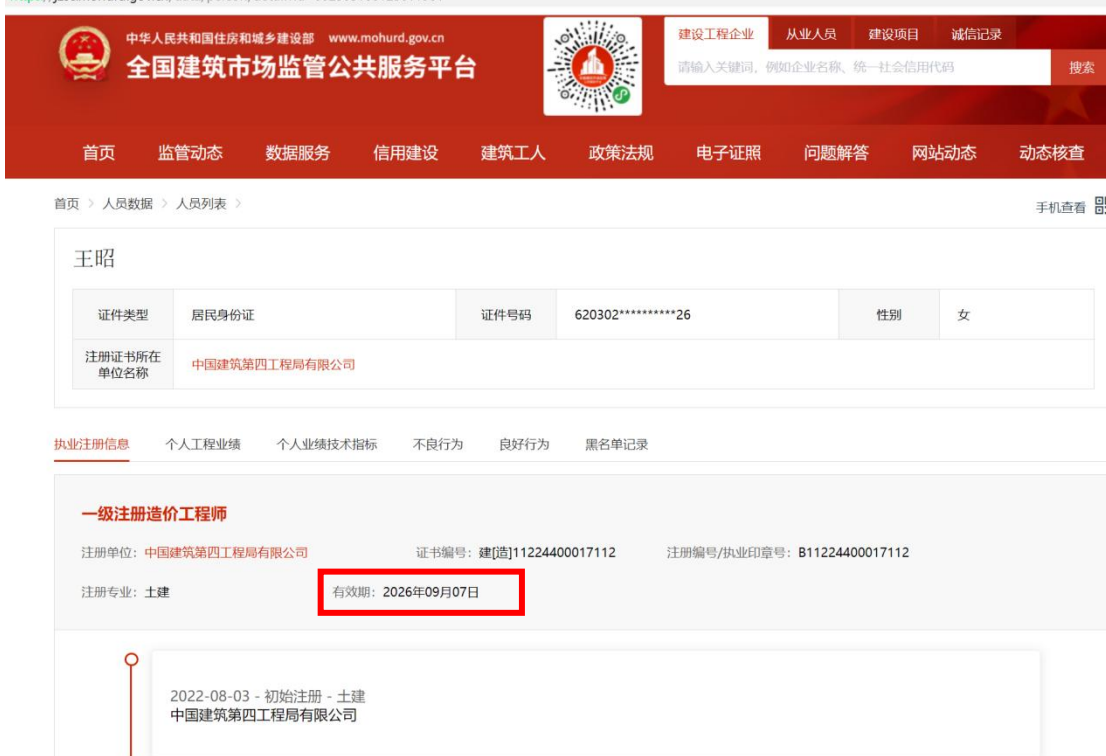 中华人民共和国住房和城乡建设部 www.mohurd.gov.cn
全国建筑市场监管公共服务平台
建设工程企业 从业人员 建设项目 诚信记录
请输入关键词，例如企业名称、统一社会信用代码 搜索
首页 监管动态 数据服务 信用建设 建筑工人 政策法规 电子证照 问题解答 网站动态 动态核查
首页 > 人员数据 > 人员列表 >
手机查看
王昭
证件类型 居民身份证 证件号码 620302**********26 性别 女
注册证书所在
单位名称
中国建筑第四工程局有限公司
执业注册信息 个人工程业绩 个人业绩技术指标 不良行为 良好行为 黑名单记录
一级注册造价工程师
注册单位：中国建筑第四工程局有限公司 证书编号：建[造]11224400017112 注册编号/执业印章号：B11224400017112
注册专业：土建 有效期：2026年09月07日
2022-08-03 - 初始注册 - 土建
中国建筑第四工程局有限公司